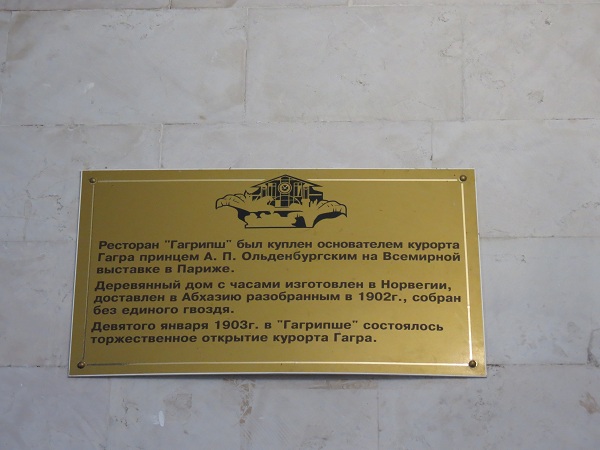 Ресторан "Гагрипш" был куплен основателем курорта
Гагра принцем А. П. Ольденбургским на Всемирной
выставке в Париже.
Деревянный дом с часами изготовлен в Норвегии,
доставлен в Абхазию разобранным в 1902г., собран
без единого гвоздя.
Девятого января 1903г. в "Гагрипше" состоялось
торжественное открытие курорта Гагра.